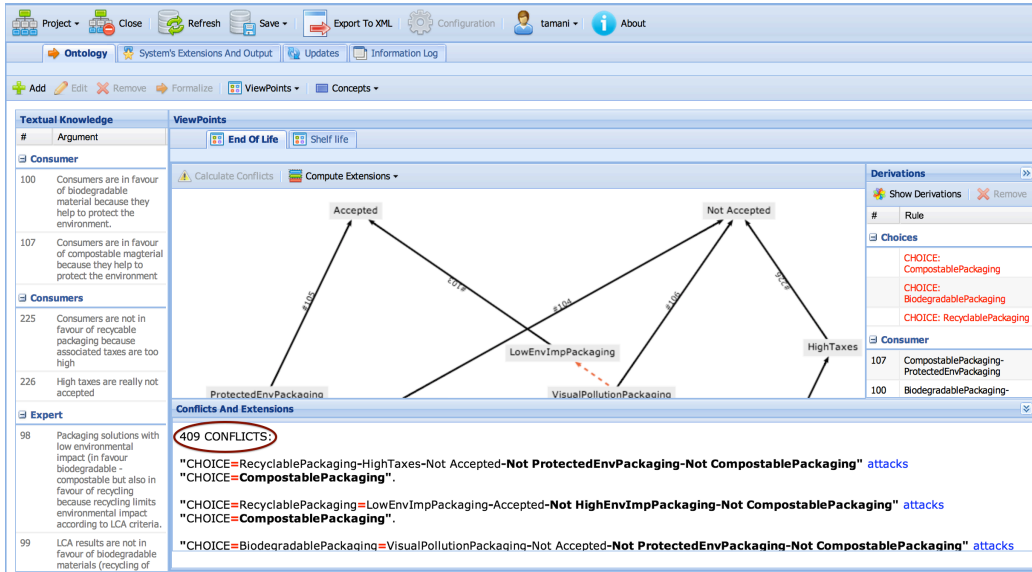 Project Close Refresh Save Export To XML Configuration tamani About
Ontology System's Extensions And Output Updates Information Log
Add Edit Remove Formalize ViewPoints Concepts
Textual Knowledge
# Argument
Consumer
100 Consumers are in favour
of biodegradable
material because they
help to protect the
environment.
107 Consumers are in favour
of compostable magterial
because they help to
protect the environment
Consumers
225 Consumers are not in
favour of recycable
packaging because
associated taxes are too
high
226 High taxes are really not
accepted
Expert
98 Packaging solutions with
low environmental
impact (in favour
biodegradable -
compostable but also in
favour of recycling
because recycling limits
environmental impact
according to LCA criteria.
99 LCA results are not in
favour of biodegradable
materials (recycling of
ViewPoints
End Of Life Shelf life
Calculate Conflicts Compute Extensions
Accepted
Not Accepted
#105
#103
#104
#106
#226
LowEnvImpPackaging
HighTaxes
ProtectedEnvPackaging
VisualPollutionPackaging
Derivations
Show Derivations Remove
# Rule
Choices
CHOICE:
CompostablePackaging
CHOICE:
BiodegradablePackaging
CHOICE: RecyclablePackaging
Consumer
107 CompostablePackaging-
ProtectedEnvPackaging
100 BiodegradablePackaging-
Conflicts And Extensions
409 CONFLICTS:
"CHOICE=RecyclablePackaging-HighTaxes-Not Accepted-Not ProtectedEnvPackaging-Not CompostablePackaging" attacks
"CHOICE=CompostablePackaging".
"CHOICE=RecyclablePackaging=LowEnvImpPackaging-Accepted-Not HighEnvImpPackaging-Not CompostablePackaging" attacks
"CHOICE=CompostablePackaging".
"CHOICE=BiodegradablePackaging=VisualPollutionPackaging-Not Accepted-Not ProtectedEnvPackaging-Not CompostablePackaging" attacks